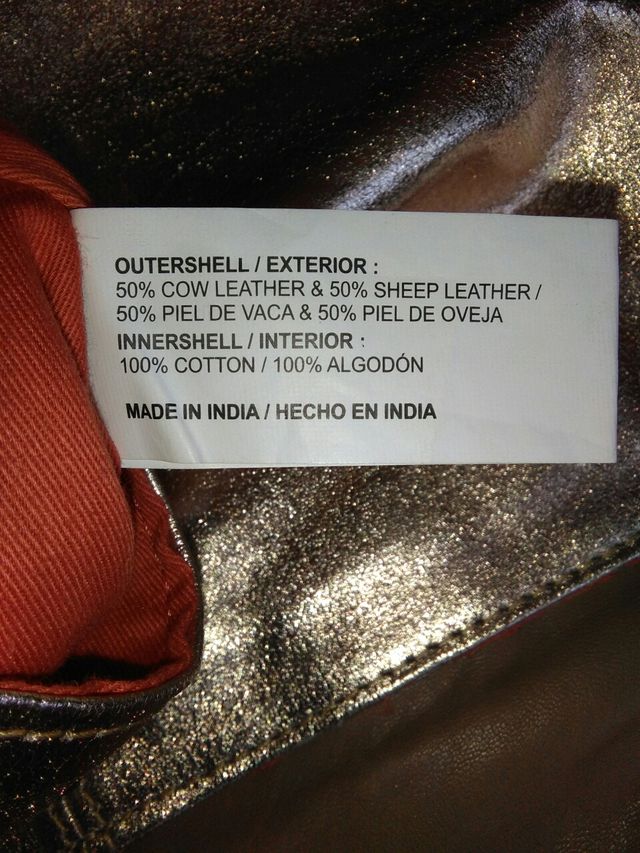 OUTERSHELL / EXTERIOR :
50% COW LEATHER & 50% SHEEP LEATHER /
50% PIEL DE VACA & 50% PIEL DE OVEJA
INNERSHELL / INTERIOR :
100% COTTON / 100% ALGODÓN
MADE IN INDIA / HECHO EN INDIA